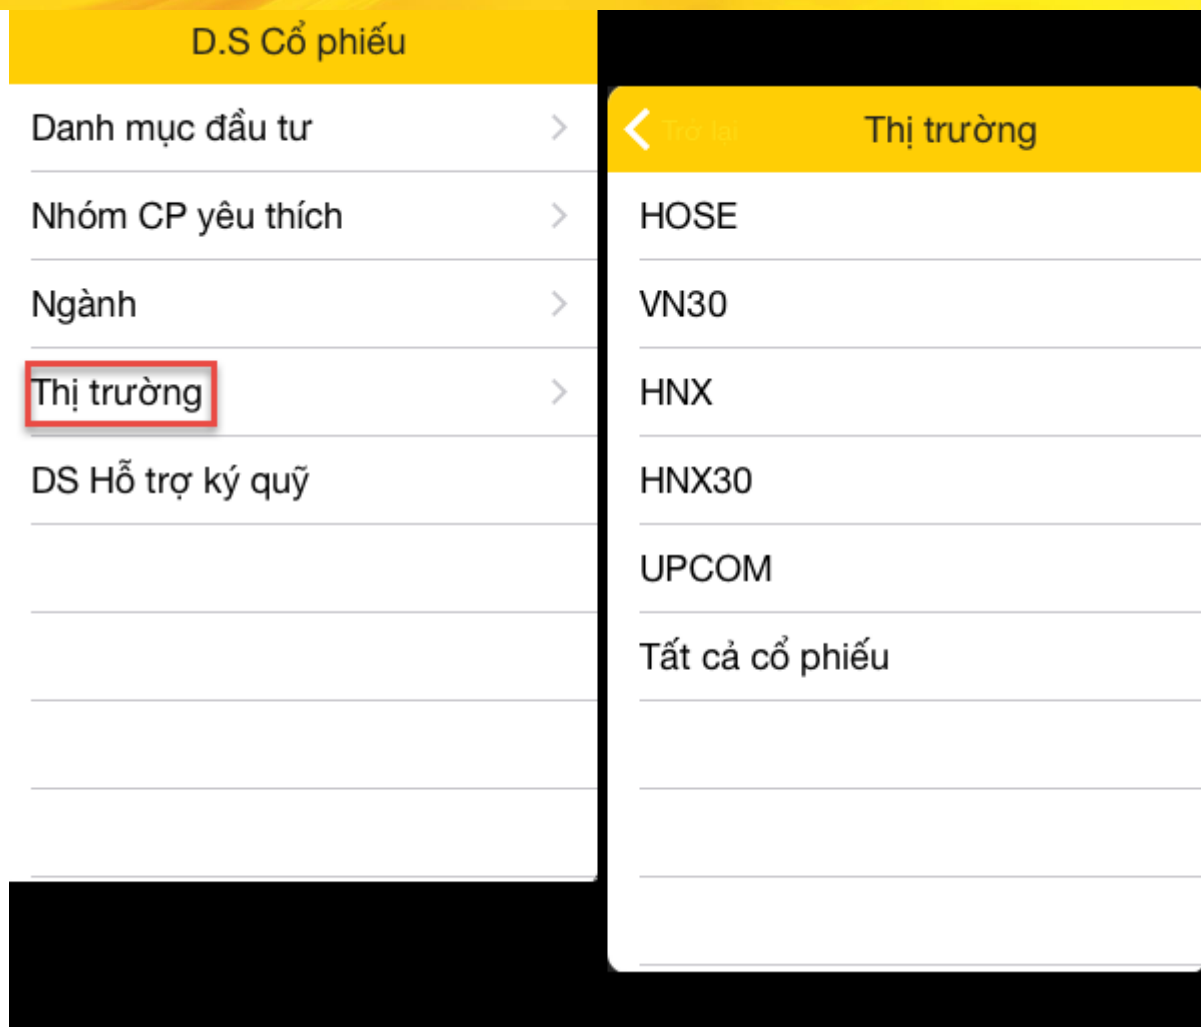 D.S Cổ phiếu
Danh mục đầu tư
Nhóm CP yêu thích
Ngành
Thị trường
DS Hỗ trợ ký quỹ
Trở lại
Thị trường
HOSE
VN30
HNX
HNX30
UPCOM
Tất cả cổ phiếu